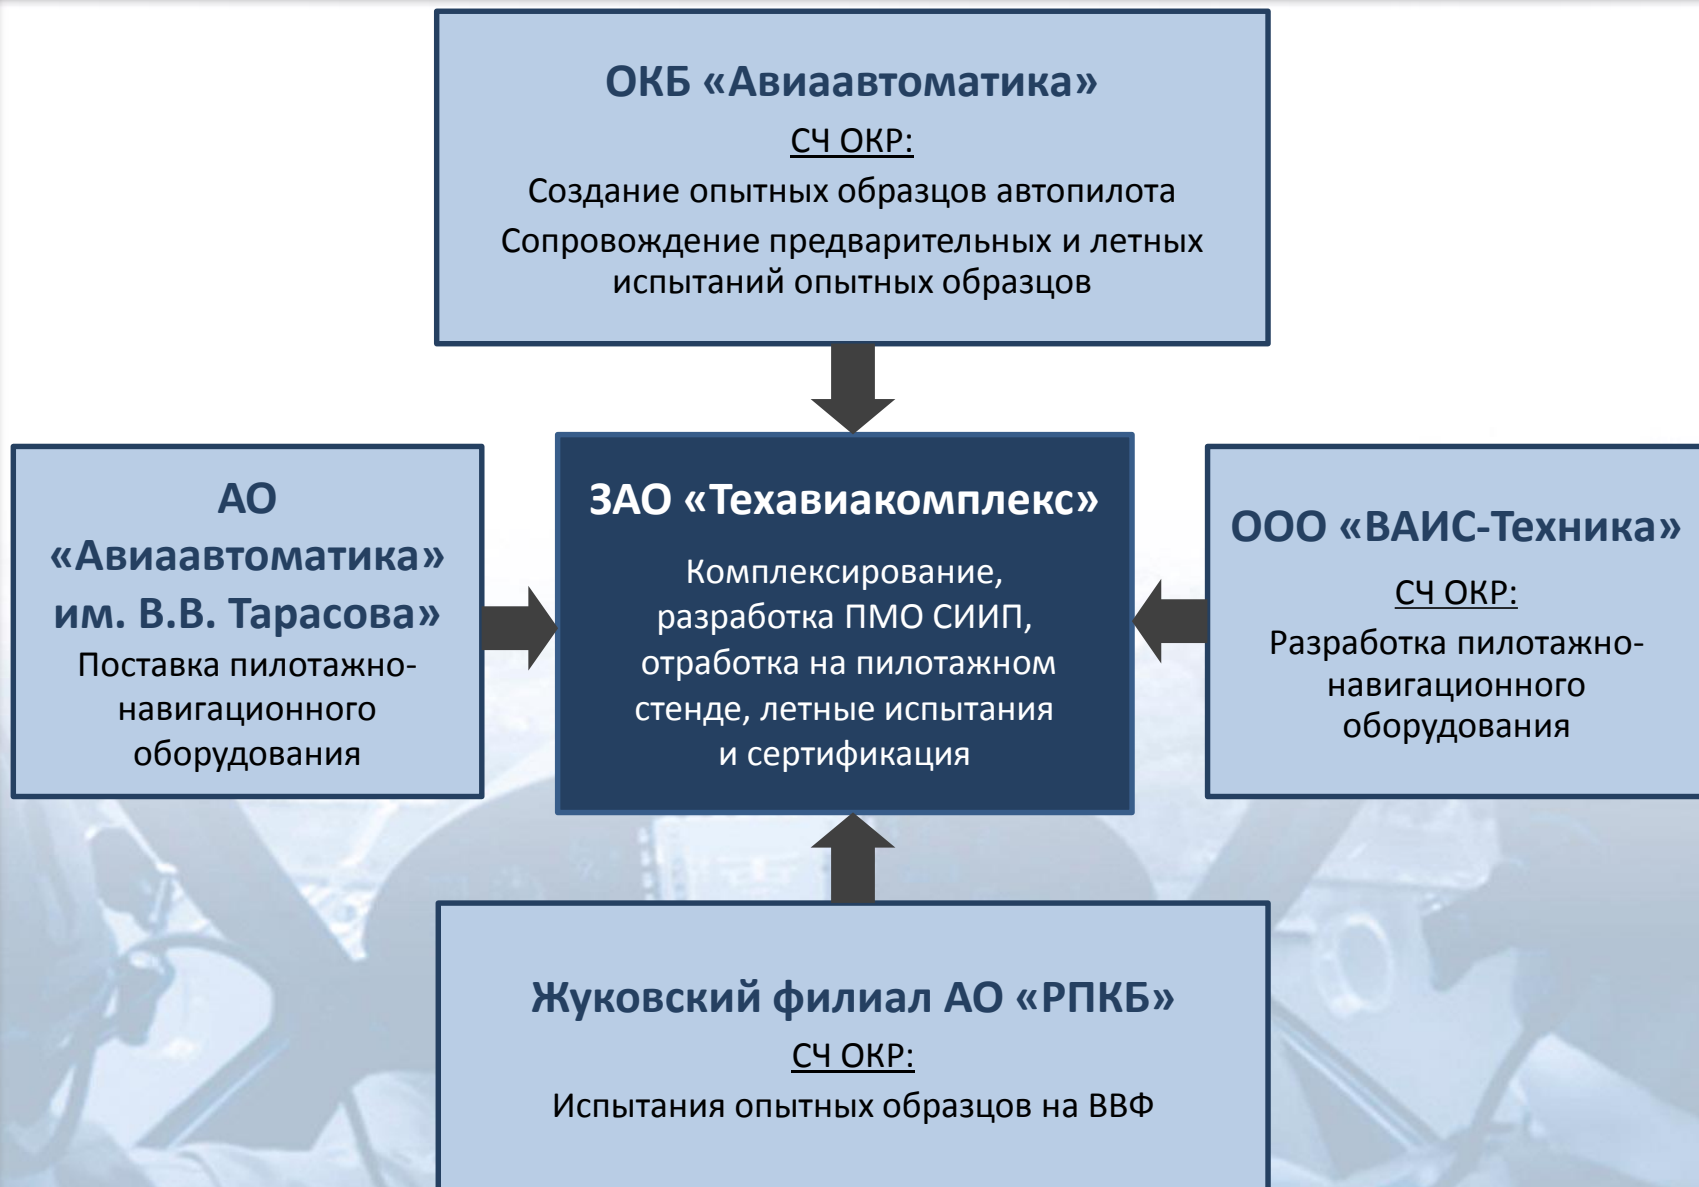 ОКБ «Авиаавтоматика»
СЧ ОКР:
Создание опытных образцов автопилота
Сопровождение предварительных и летных
испытаний опытных образцов
АО
«Авиаавтоматика»
им. В.В. Тарасова»
Поставка пилотажно-
навигационного
оборудования
ЗАО «Техавиакомплекс»
Комплексирование,
разработка ПМО СИИП,
отработка на пилотажном
стенде, летные испытания
и сертификация
ООО «ВАИС-Техника»
СЧ ОКР:
Разработка пилотажно-
навигационного
оборудования
Жуковский филиал АО «РПКБ»
СЧ ОКР:
Испытания опытных образцов на ВВФ